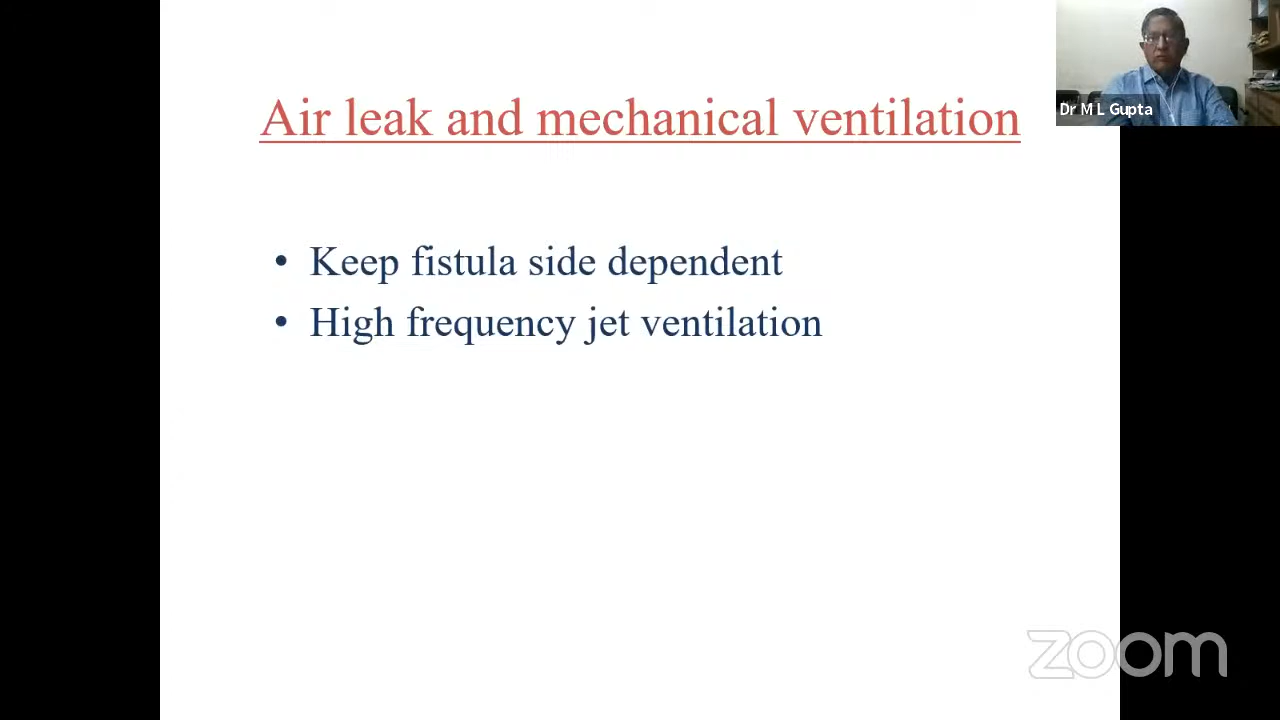 Air leak and mechanical ventilation
Dr M L Gupta
• Keep fistula side dependent
• High frequency jet ventilation
zoom